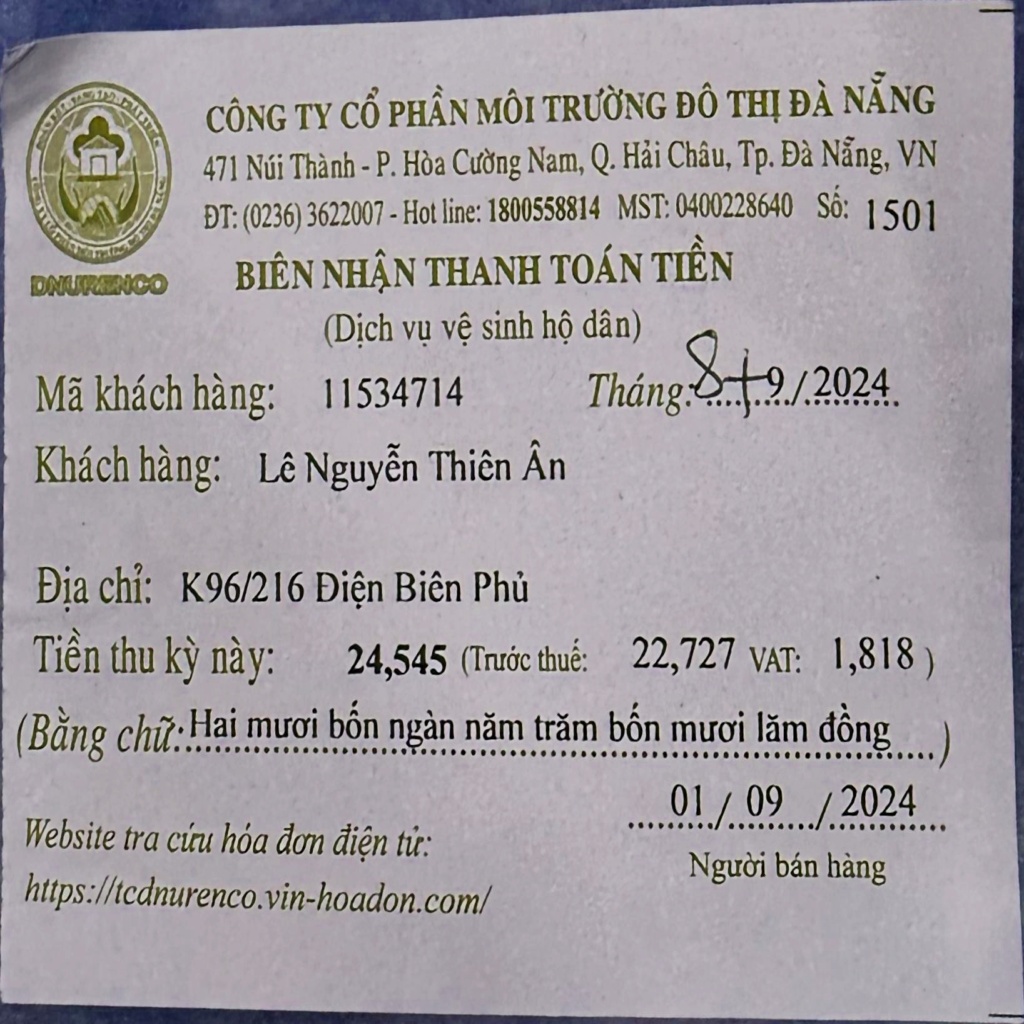 CÔNG TY CỔ PHẦN MÔI TRƯỜNG ĐÔ THỊ ĐÀ NẴNG
471 Núi Thành - P. Hòa Cường Nam, Q. Hải Châu, Tp. Đà Nẵng, VN
ĐT: (0236) 3622007 - Hot line: 1800558814 MST: 0400228640 Số: 1501
DNURENCO
BIÊN NHẬN THANH TOÁN TIỀN
(Dịch vụ vệ sinh hộ dân)
Mã khách hàng: 11534714 Tháng: 8+9/2024
Khách hàng: Lê Nguyễn Thiên Ân
Địa chỉ: K96/216 Điện Biên Phủ
Tiền thu kỳ này: 24,545 (Trước thuế: 22,727 VAT: 1,818 )
(Bằng chữ: Hai mươi bốn ngàn năm trăm bốn mươi lăm đồng )
01 / 09 / 2024
Người bán hàng
Website tra cứu hóa đơn điện tử:
https://tcdnurenco.vin-hoadon.com/